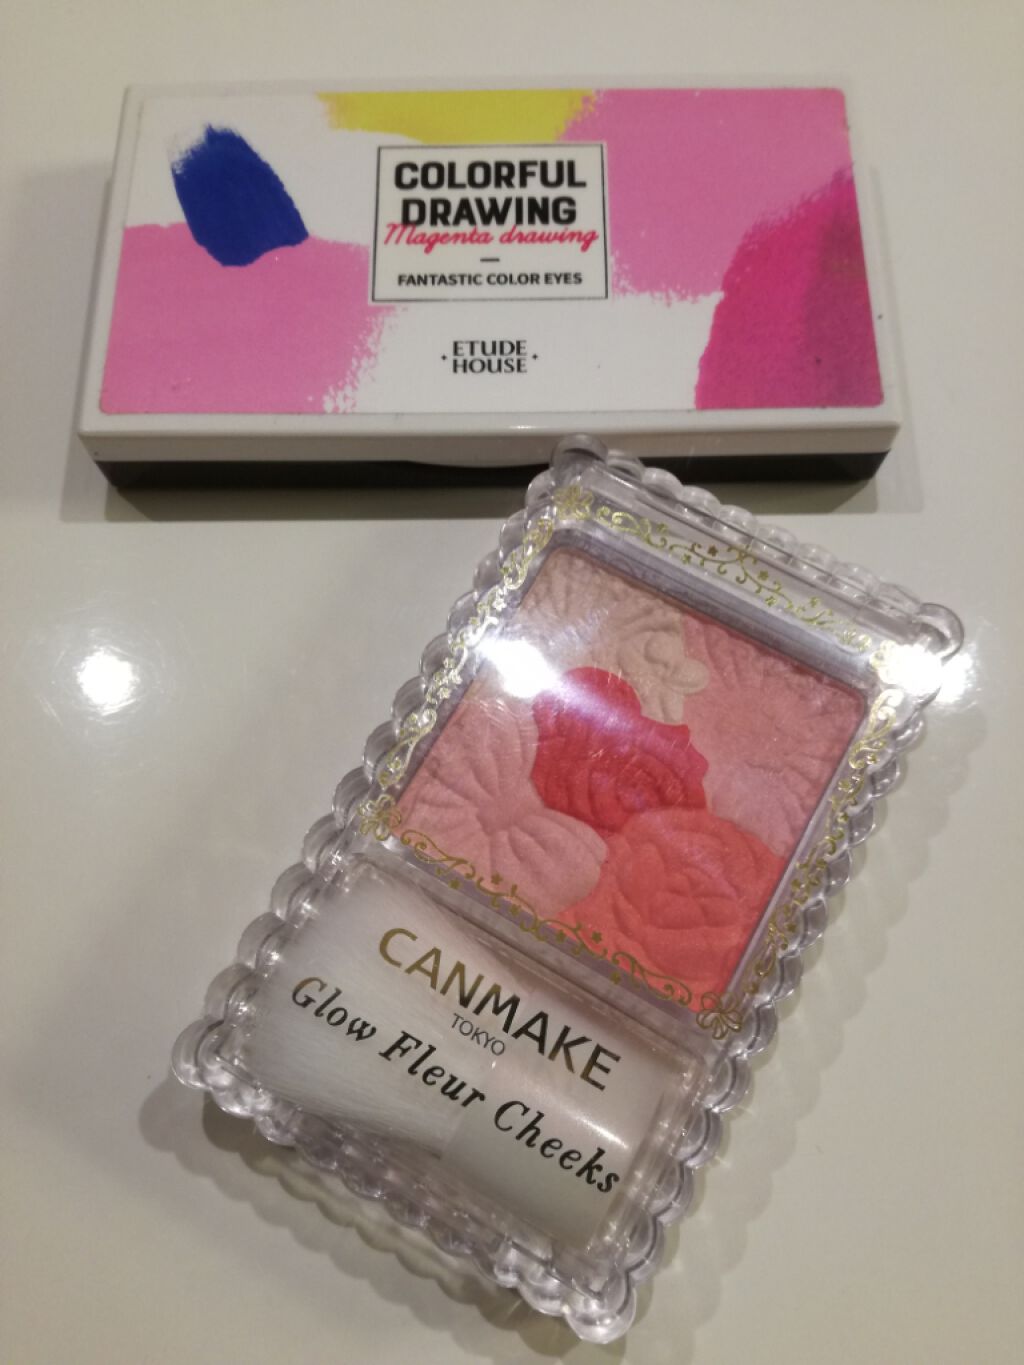 COLORFUL
DRAWING
Magenta drawing
FANTASTIC COLOR EYES
ETUDE
HOUSE
CANMAKE
TOKYO
Glow Fleur Cheeks